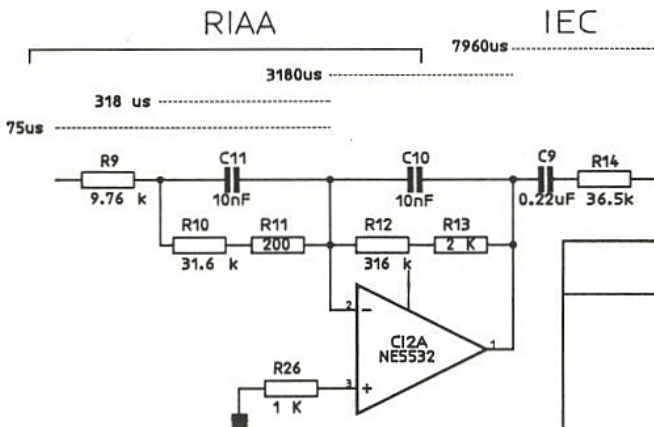 RIAA IEC
7960us
3180us
318 us
75us
R9 C11 C10 C9 R14
9.76 k 10nF 10nF 0.22uF 36.5k
R10 R11 R12 R13
200 2 K
31.6 k 316 k
2 −
CI2A
NE5532
1
R26
3 +
1 K